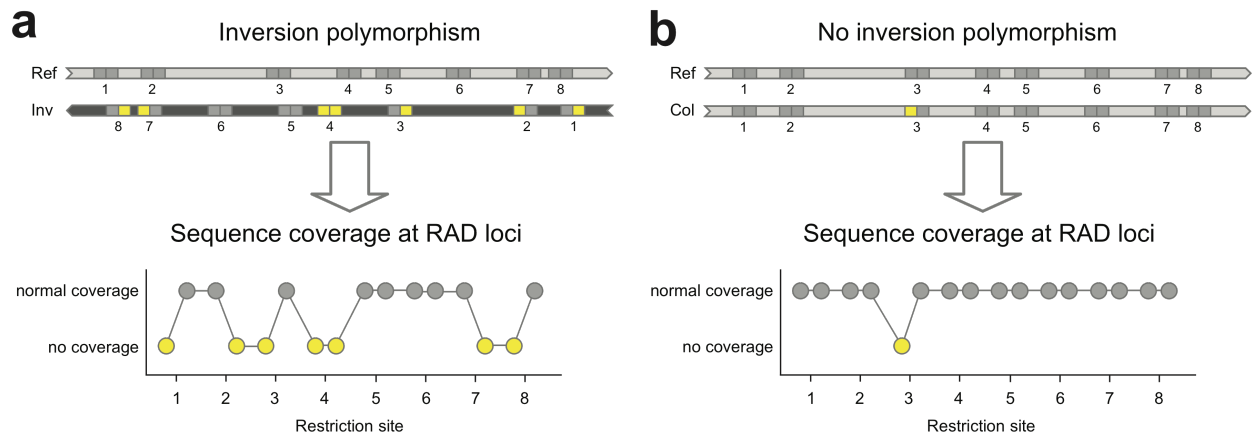 a
Inversion polymorphism
Ref
1 2 3 4 5 6 7 8
Inv
8 7 6 5 4 3 2 1
Sequence coverage at RAD loci
normal coverage
no coverage
1 2 3 4 5 6 7 8
Restriction site
b
No inversion polymorphism
Ref
1 2 3 4 5 6 7 8
Col
1 2 3 4 5 6 7 8
Sequence coverage at RAD loci
normal coverage
no coverage
1 2 3 4 5 6 7 8
Restriction site